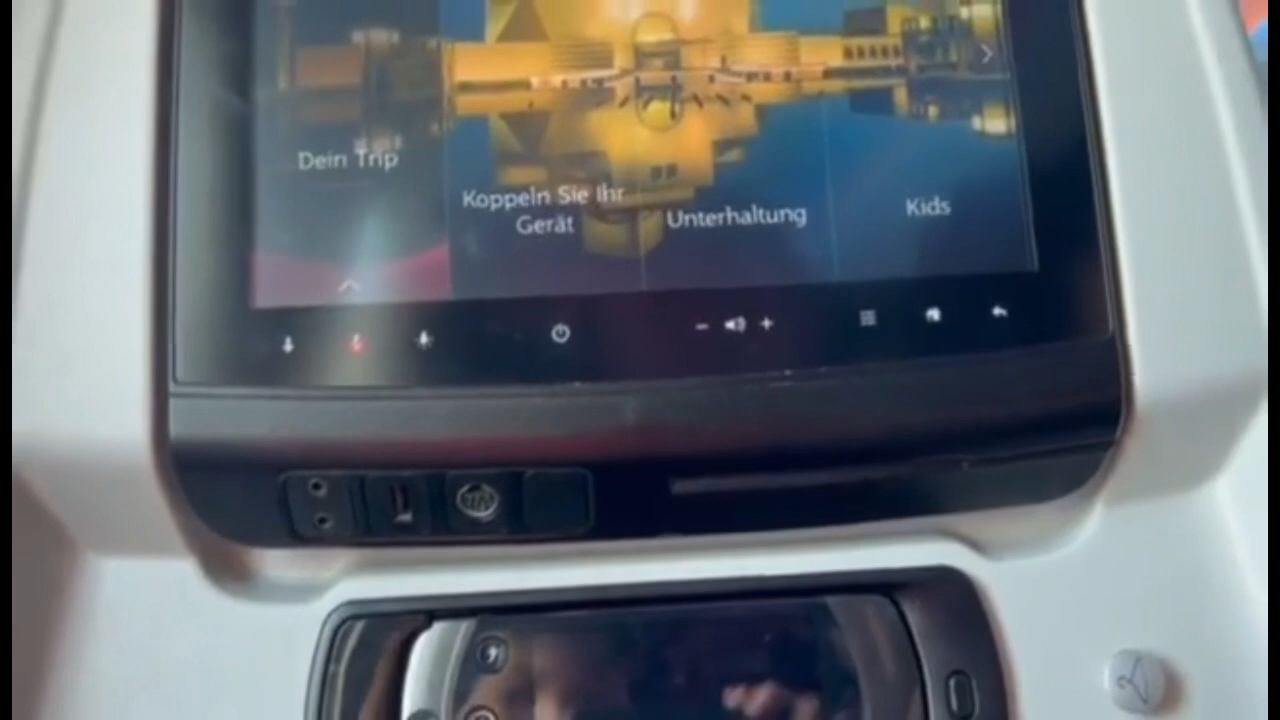 Dein Trip
Koppeln Sie Ihr
Gerät
Unterhaltung
Kids